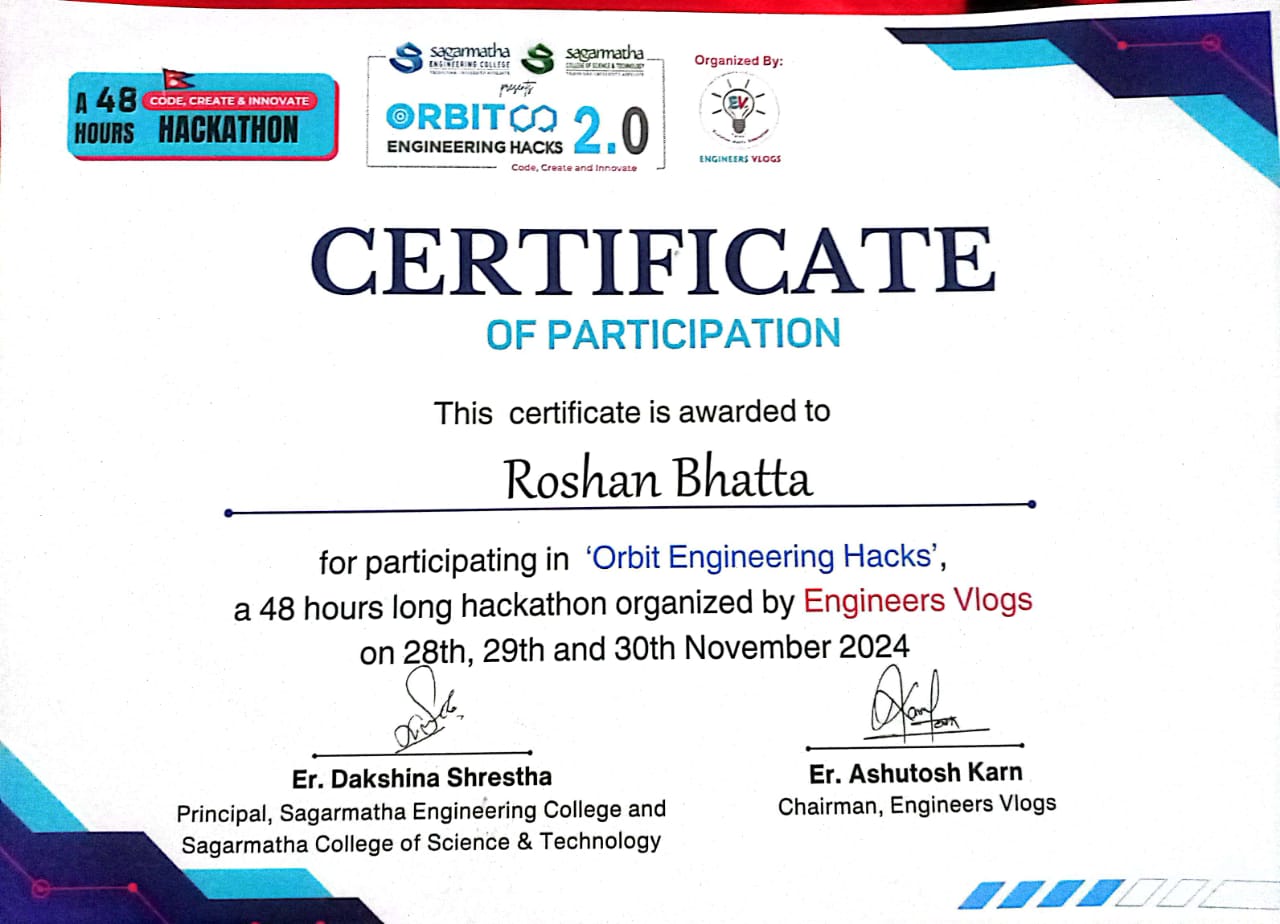 A 48 HOURS
CODE, CREATE & INNOVATE
HACKATHON
sagarmatha
ENGINEERING COLLEGE
sagarmatha
COLLEGE OF SCIENCE & TECHNOLOGY
presents
ORBIT
ENGINEERING HACKS 2.0
Code, Create and Innovate
Organized By:
EV
ENGINEERS VLOGS
CERTIFICATE
OF PARTICIPATION
This certificate is awarded to
Roshan Bhatta
for participating in 'Orbit Engineering Hacks',
a 48 hours long hackathon organized by Engineers Vlogs
on 28th, 29th and 30th November 2024
Er. Dakshina Shrestha
Principal, Sagarmatha Engineering College and
Sagarmatha College of Science & Technology
Er. Ashutosh Karn
Chairman, Engineers Vlogs